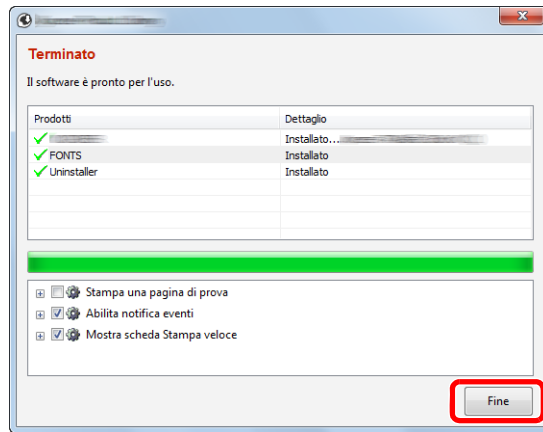 Terminato
Il software è pronto per l'uso.
Prodotti Dettaglio
Installato...
FONTS Installato
Uninstaller Installato
Stampa una pagina di prova
Abilita notifica eventi
Mostra scheda Stampa veloce
Fine